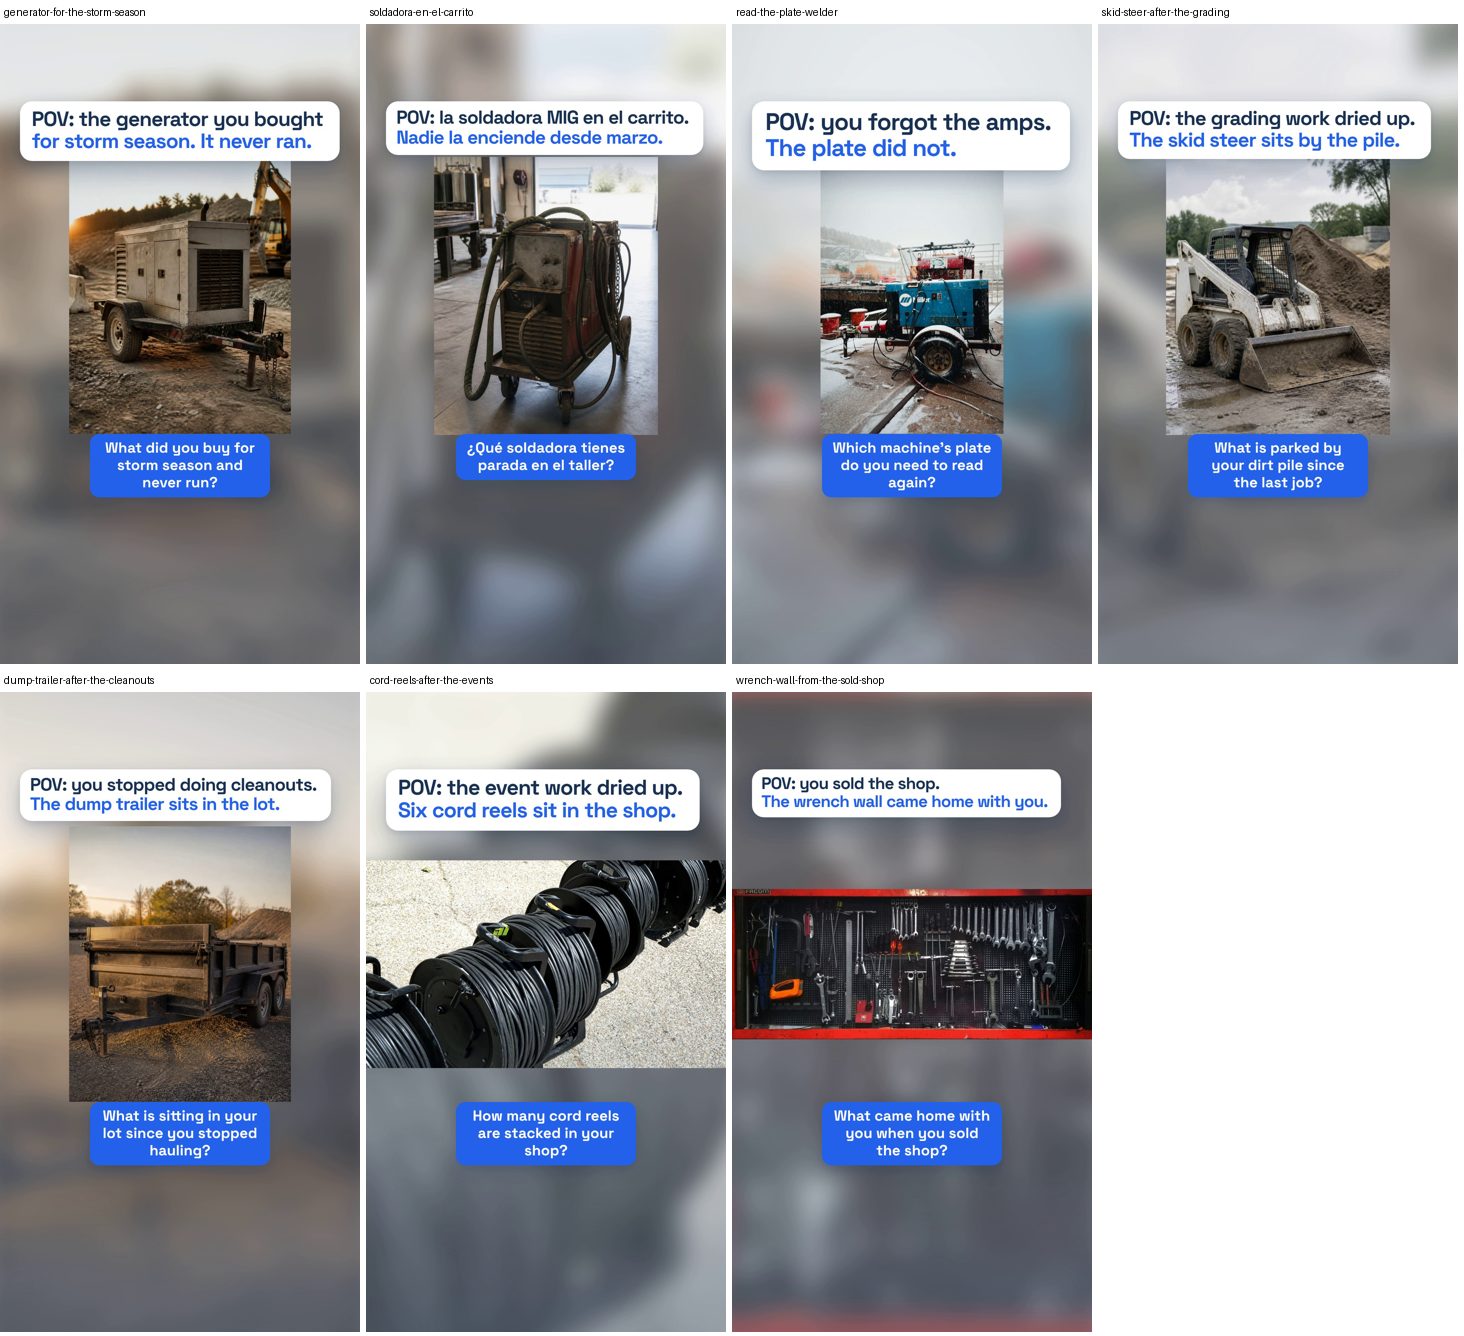 generator-for-the-storm-season
POV: the generator you bought
for storm season. It never ran.
What did you buy for
storm season and
never run?
soldadora-en-el-carrito
POV: la soldadora MIG en el carrito.
Nadie la enciende desde marzo.
¿Qué soldadora tienes
parada en el taller?
read-the-plate-welder
POV: you forgot the amps.
The plate did not.
Which machine's plate
do you need to read
again?
skid-steer-after-the-grading
POV: the grading work dried up.
The skid steer sits by the pile.
What is parked by
your dirt pile since
the last job?
dump-trailer-after-the-cleanouts
POV: you stopped doing cleanouts.
The dump trailer sits in the lot.
What is sitting in your
lot since you stopped
hauling?
cord-reels-after-the-events
POV: the event work dried up.
Six cord reels sit in the shop.
How many cord reels
are stacked in your
shop?
wrench-wall-from-the-sold-shop
POV: you sold the shop.
The wrench wall came home with you.
What came home with
you when you sold
the shop?